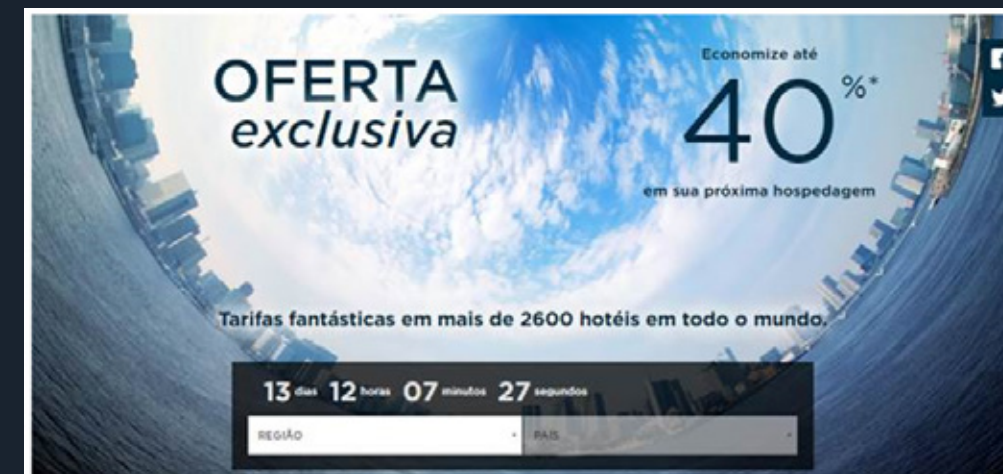 OFERTA
exclusiva
Economize até
40%*
em sua próxima hospedagem
Tarifas fantásticas em mais de 2600 hotéis em todo o mundo.
13 dias 12 horas 07 minutos 27 segundos
REGIÃO
PAÍS